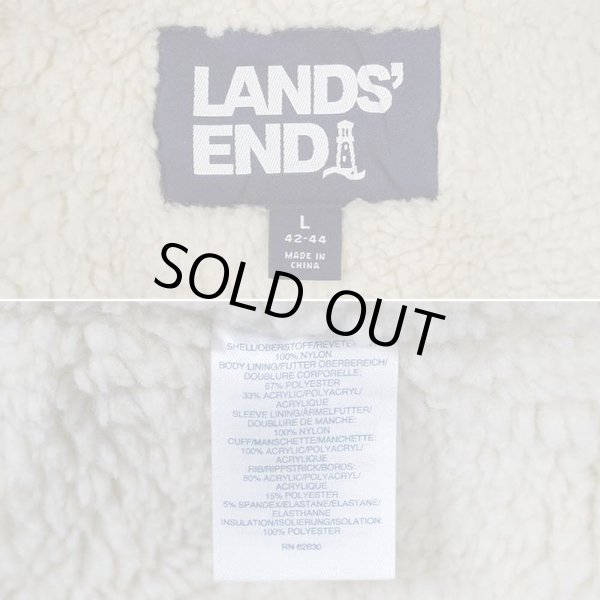 LANDS'
END
L
42-44
MADE IN
CHINA
SOLD OUT
SHELL/OBERSTOFF/REVETE
100% NYLON
BODY LINING/FUTTER OBERBEREICH/
DOUBLURE CORPORELLE:
67% POLYESTER
33% ACRYLIC/POLYACRYL/
ACRYLIQUE
SLEEVE LINING/ÄRMELFUTTER/
DOUBLURE DE MANCHE:
100% NYLON
CUFF/MANSCHETTE/MANCHETTE:
100% ACRYLIC/POLYACRYL/
ACRYLIQUE
RIB/RIPPSTRICK/BORDS:
80% ACRYLIC/POLYACRYL/
ACRYLIQUE
15% POLYESTER
5% SPANDEX/ELASTANE/ELASTANE/
ELASTHANNE
INSULATION/ISOLIERUNG/ISOLATION:
100% POLYESTER
RN 62830